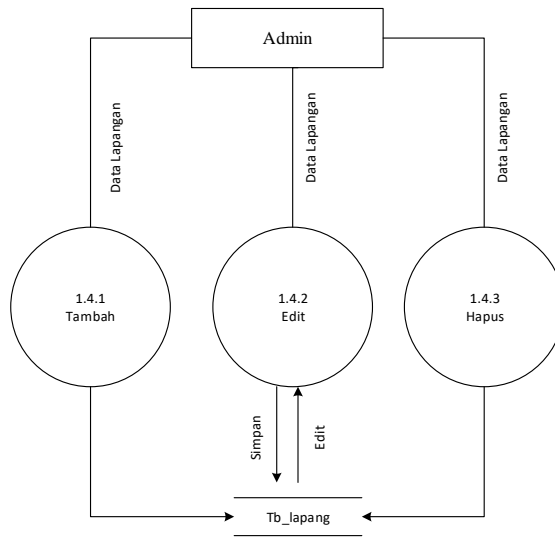 Admin
Data Lapangan
Data Lapangan
Data Lapangan
1.4.1
Tambah
1.4.2
Edit
1.4.3
Hapus
Simpan
Edit
Tb_lapang